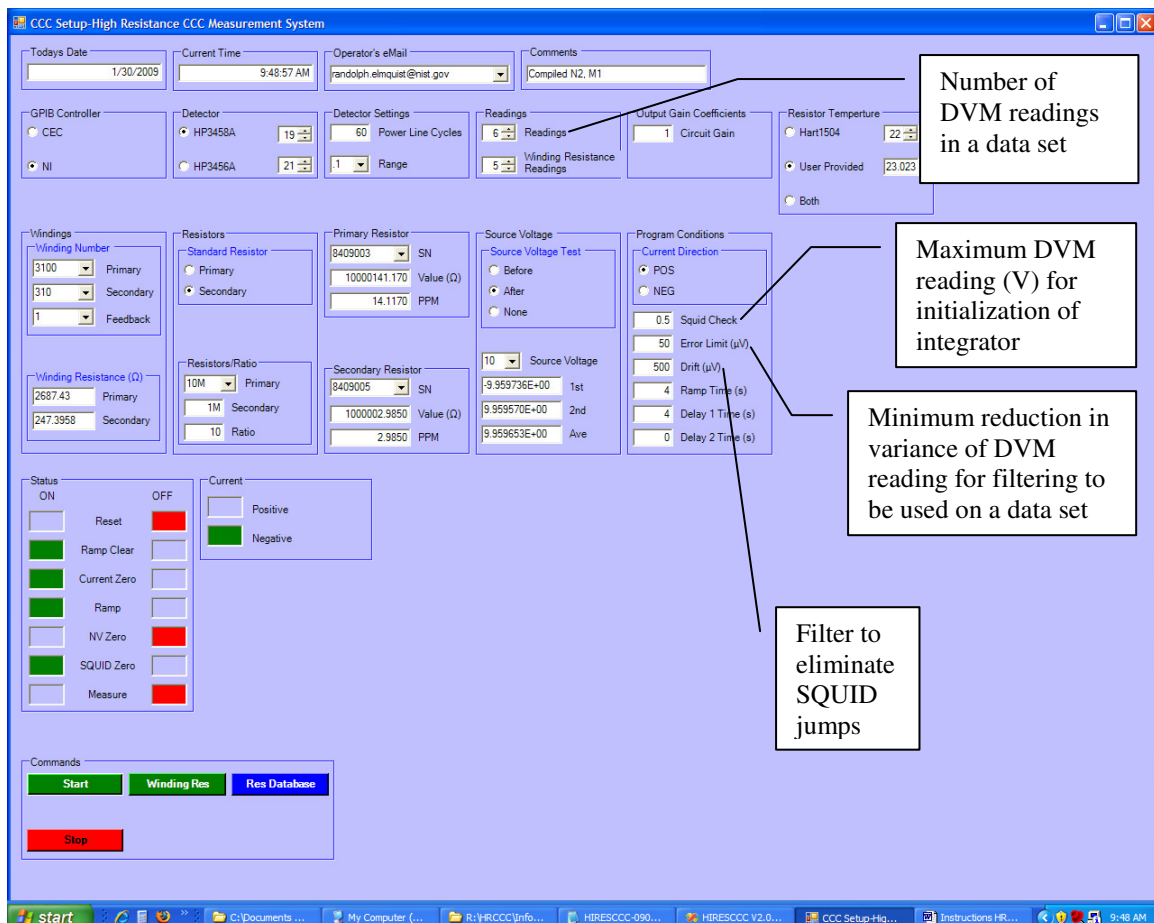 CCC Setup-High Resistance CCC Measurement System
Todays Date
1/30/2009
Current Time
9:48:57 AM
Operator's eMail
randolph.elmquist@nist.gov
Comments
Compiled N2, M1
Number of
DVM readings
in a data set
GPIB Controller
CEC
NI
Detector
HP3458A 19
HP3456A 21
Detector Settings
60 Power Line Cycles
.1 Range
Readings
6 Readings
5 Winding Resistance
Readings
Output Gain Coefficients
1 Circuit Gain
Resistor Temperture
Hart1504 22
User Provided 23.023
Both
Windings
Winding Number
3100 Primary
310 Secondary
1 Feedback
Winding Resistance (Ω)
2687.43 Primary
247.3958 Secondary
Resistors
Standard Resistor
Primary
Secondary
Resistors/Ratio
10M Primary
1M Secondary
10 Ratio
Primary Resistor
8409003 SN
10000141.170 Value (Ω)
14.1170 PPM
Secondary Resistor
8409005 SN
1000002.9850 Value (Ω)
2.9850 PPM
Source Voltage
Source Voltage Test
Before
After
None
10 Source Voltage
-9.959736E+00 1st
9.959570E+00 2nd
9.959653E+00 Ave
Program Conditions
Current Direction
POS
NEG
0.5 Squid Check
50 Error Limit (µV)
500 Drift (µV)
4 Ramp Time (s)
4 Delay 1 Time (s)
0 Delay 2 Time (s)
Maximum DVM
reading (V) for
initialization of
integrator
Minimum reduction in
variance of DVM
reading for filtering to
be used on a data set
Filter to
eliminate
SQUID
jumps
Status
ON OFF
Reset
Ramp Clear
Current Zero
Ramp
NV Zero
SQUID Zero
Measure
Current
Positive
Negative
Commands
Start Winding Res Res Database
Stop
start C:\Documents ... My Computer (... R:\HRCCC\Info... HIRESCCC-090... HIRESCCC V2.0... CCC Setup-Hig... Instructions HR... 9:48 AM